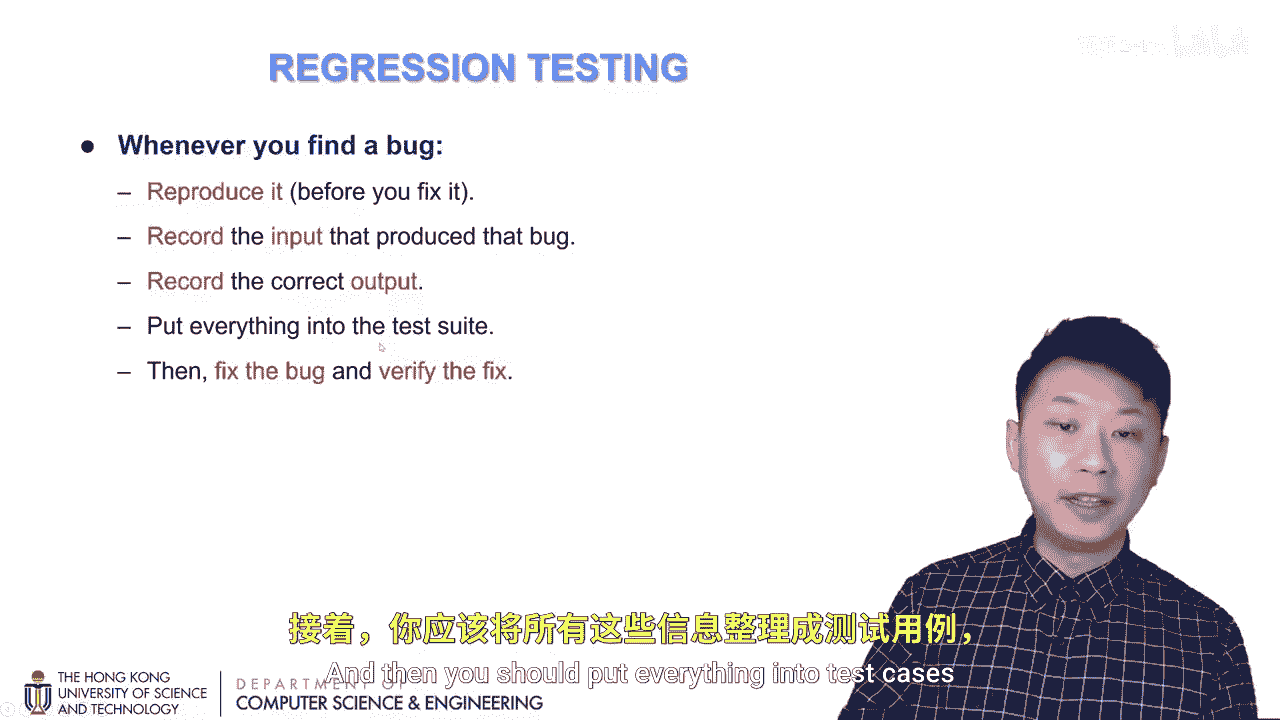 REGRESSION TESTING
● Whenever you find a bug:
– Reproduce it (before you fix it).
– Record the input that produced that bug.
– Record the correct output.
– Put everything into the test suite.
– Then, fix the bug and verify the fix.
接着，你应该将所有这些信息整理成测试用例，
And then you should put everything into test cases
THE HONG KONG
UNIVERSITY OF SCIENCE
AND TECHNOLOGY
DEPARTMENT OF
COMPUTER SCIENCE & ENGINEERING